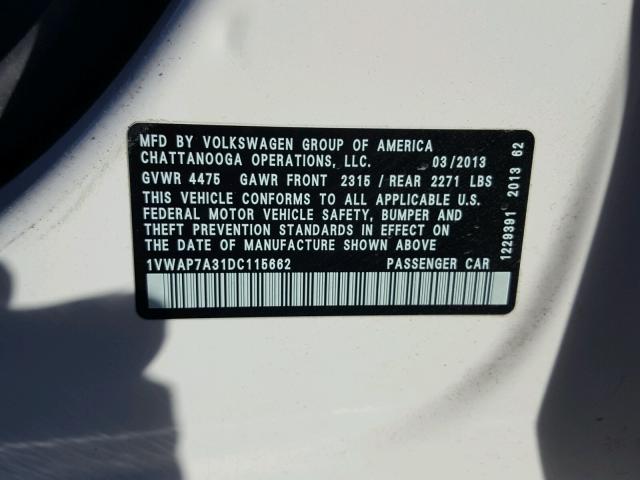 MFD BY VOLKSWAGEN GROUP OF AMERICA
CHATTANOOGA OPERATIONS, LLC. 03/2013
GVWR 4475 GAWR FRONT 2315 / REAR 2271 LBS
THIS VEHICLE CONFORMS TO ALL APPLICABLE U.S.
FEDERAL MOTOR VEHICLE SAFETY, BUMPER AND
THEFT PREVENTION STANDARDS IN EFFECT ON
THE DATE OF MANUFACTURE SHOWN ABOVE
1VWAP7A31DC115662 PASSENGER CAR
1229391 2013 62